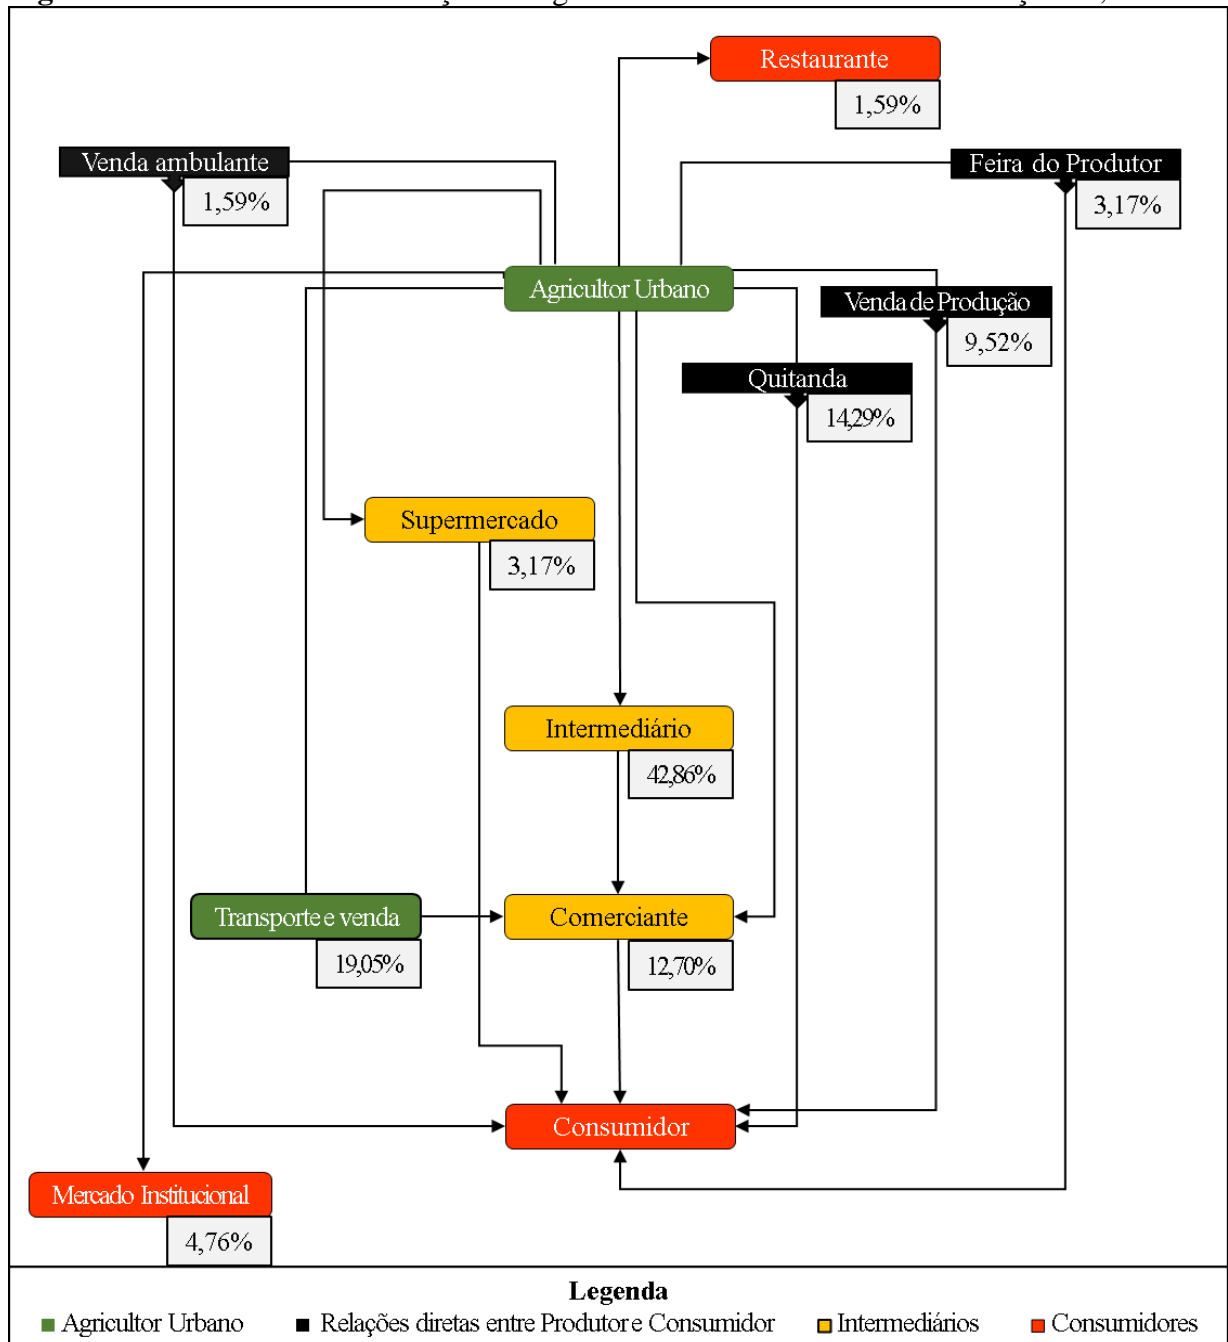 Restaurante
1,59%
Venda ambulante
1,59%
Feira do Produtor
3,17%
Agricultor Urbano
Venda de Produção
9,52%
Quitanda
14,29%
Supermercado
3,17%
Intermediário
42,86%
Transporte e venda
19,05%
Comerciante
12,70%
Consumidor
Mercado Institucional
4,76%
Legenda
Agricultor Urbano Relações diretas entre Produtor e Consumidor Intermediários Consumidores